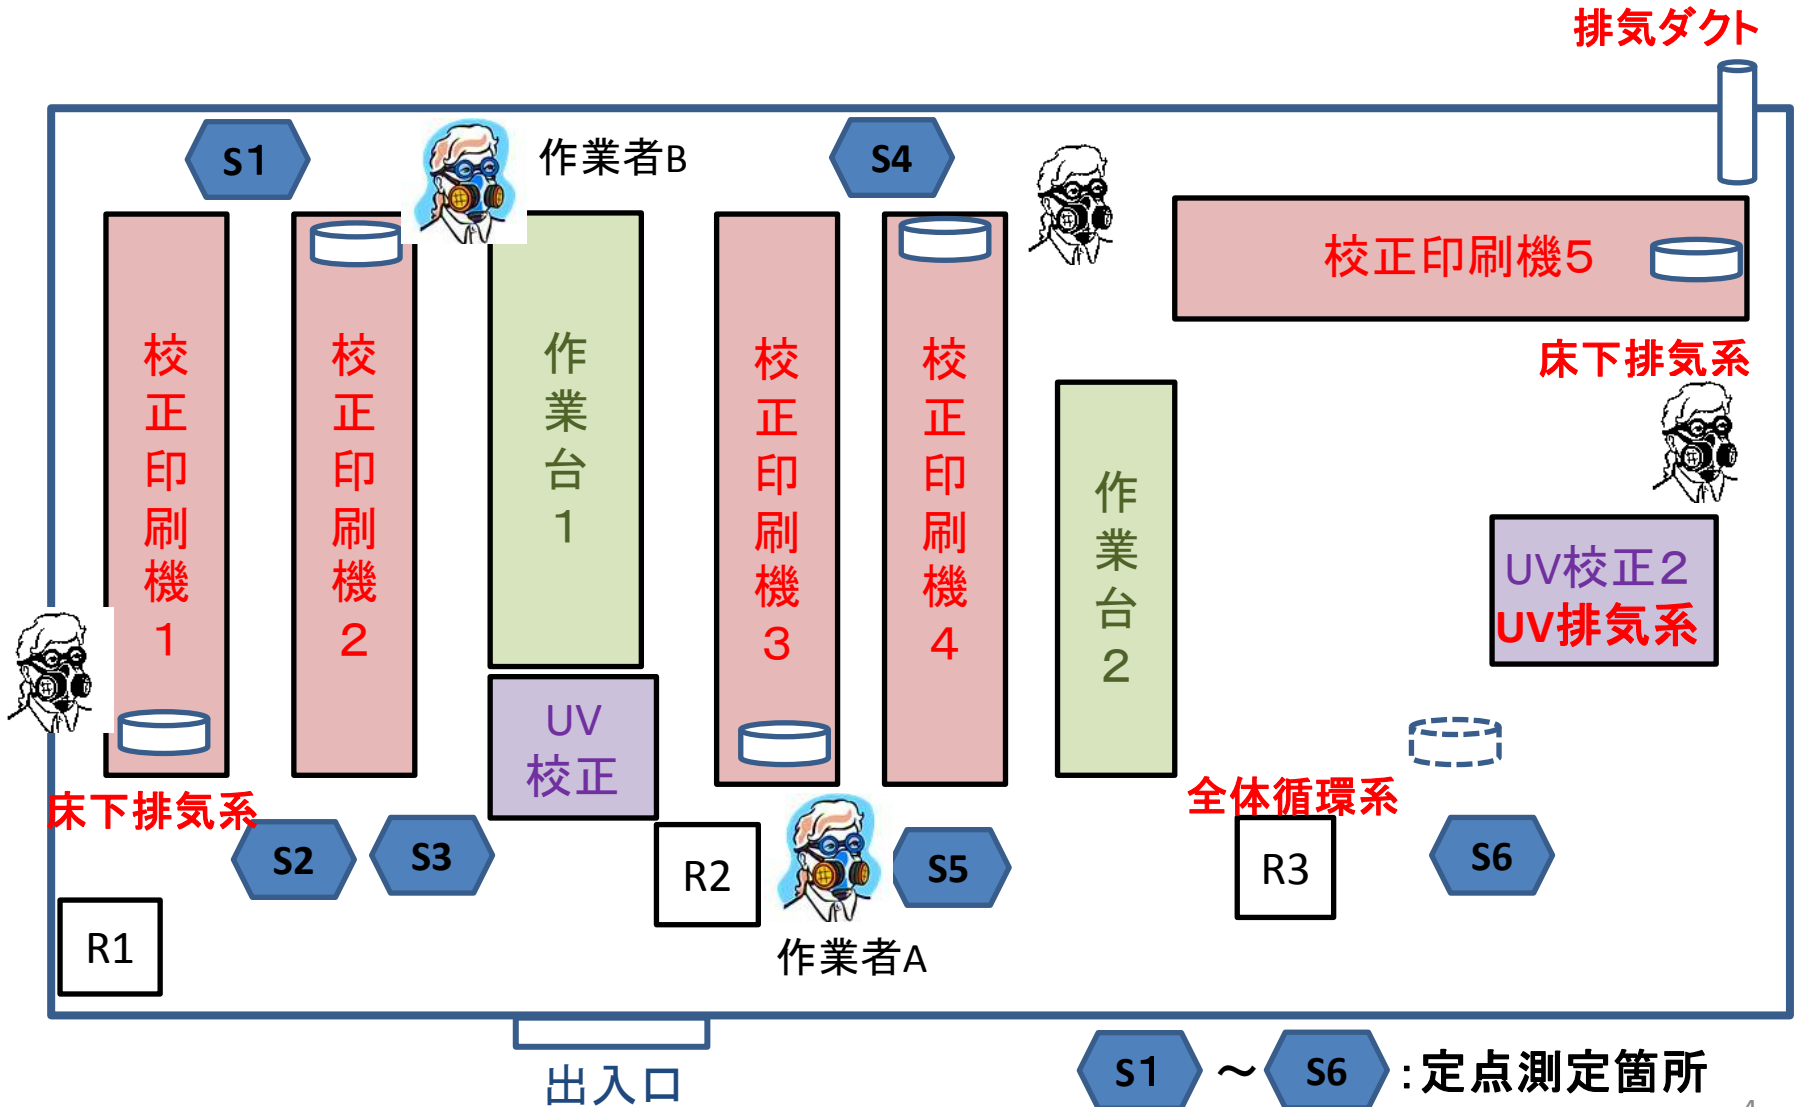 排気ダクト
S1
作業者B
S4
校正印刷機5
床下排気系
校正印刷機1
校正印刷機2
作業台1
校正印刷機3
校正印刷機4
作業台2
UV校正2
UV排気系
UV
校正
床下排気系
全体循環系
S2
S3
R2
S5
R3
S6
R1
作業者A
出入口
S1 ～ S6 :定点測定箇所
4